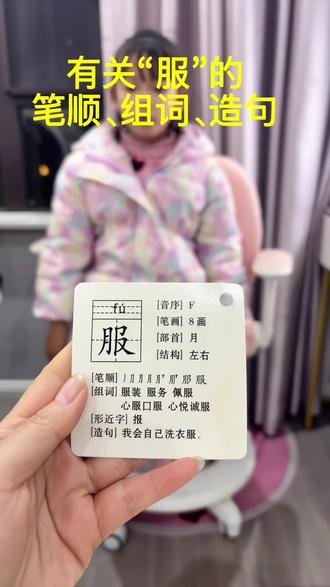 有关“服”的
笔顺、组词、造句
fú
服
[音序] F
[笔画] 8 画
[部首] 月
[结构] 左右
[组词] 服装 服务 佩服
心服口服 心悦诚服
[形近字] 报
[造句] 我会自己洗衣服。